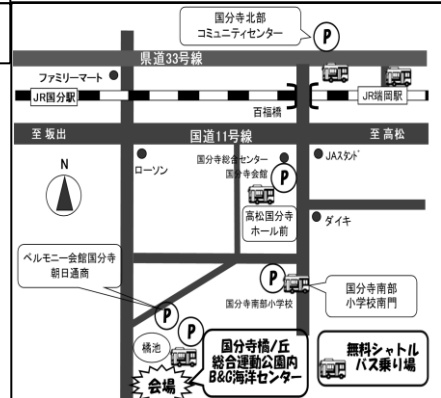 国分寺北部
コミュニティセンター
P
県道33号線
ファミリーマート
JR国分駅
JR端岡駅
百福橋
至 坂出
国道11号線
至 高松
N
ローソン
国分寺総合センター
国分寺会館
JAスタンド
P
高松国分寺
ホール前
ダイキ
ベルモニー会館国分寺
朝日通商
P
国分寺南部小学校
国分寺南部
小学校南門
P
P
橘池
会場
国分寺橘ノ丘
総合運動公園内
B&G海洋センター
無料シャトル
バス乗り場